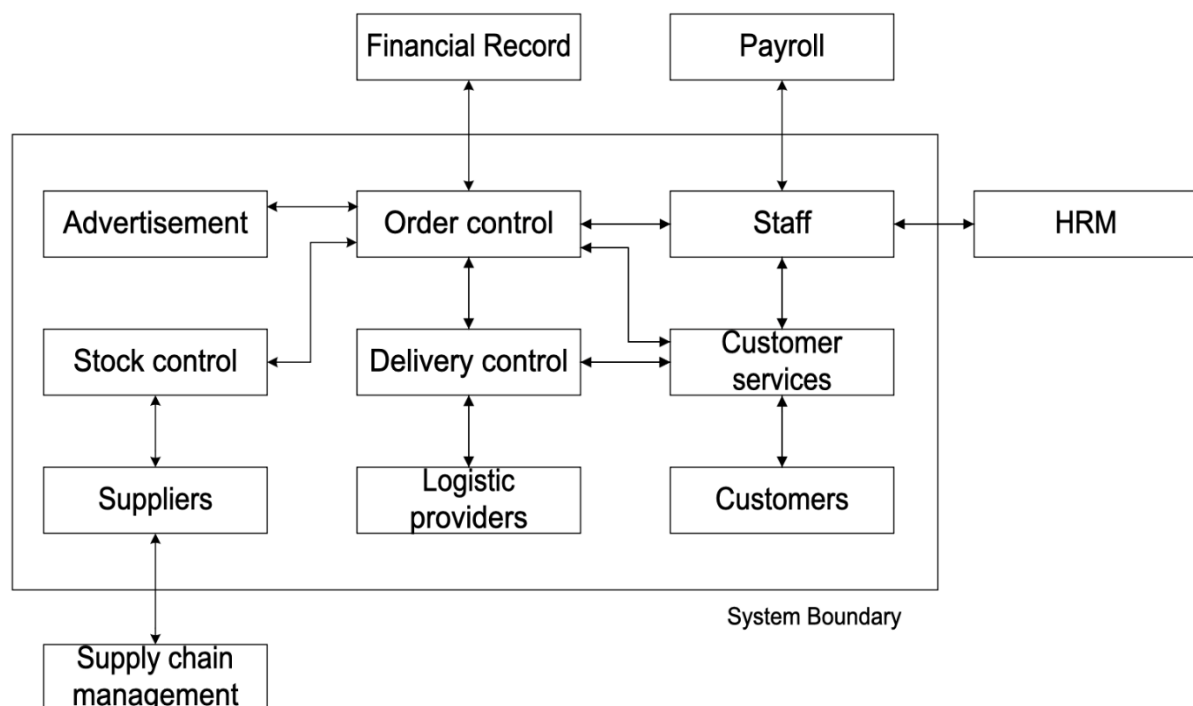 Financial Record
Payroll
Advertisement
Order control
Staff
HRM
Stock control
Delivery control
Customer
services
Suppliers
Logistic
providers
Customers
System Boundary
Supply chain
management